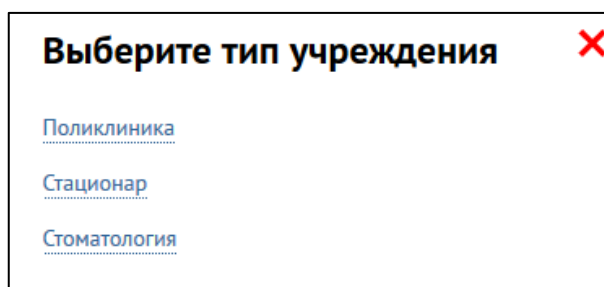 Выберите тип учреждения
Поликлиника
Стационар
Стоматология